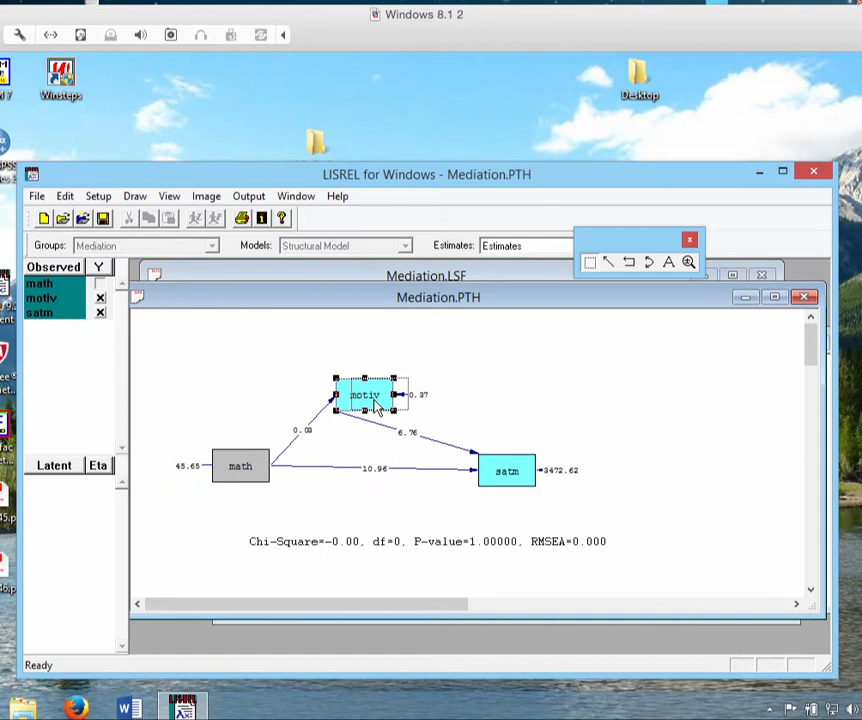 Windows 8.1 2
M 7
Winsteps
Desktop
LISREL for Windows - Mediation.PTH
File Edit Setup Draw View Image Output Window Help
Groups: Mediation Models: Structural Model Estimates: Estimates
Observed Y
math
motiv
satm
Mediation.LSF
Mediation.PTH
motiv 0.37
0.03
6.76
45.65 math
10.96
satm 3472.62
Latent Eta
Chi-Square=-0.00, df=0, P-value=1.00000, RMSEA=0.000
Ready
LISREL